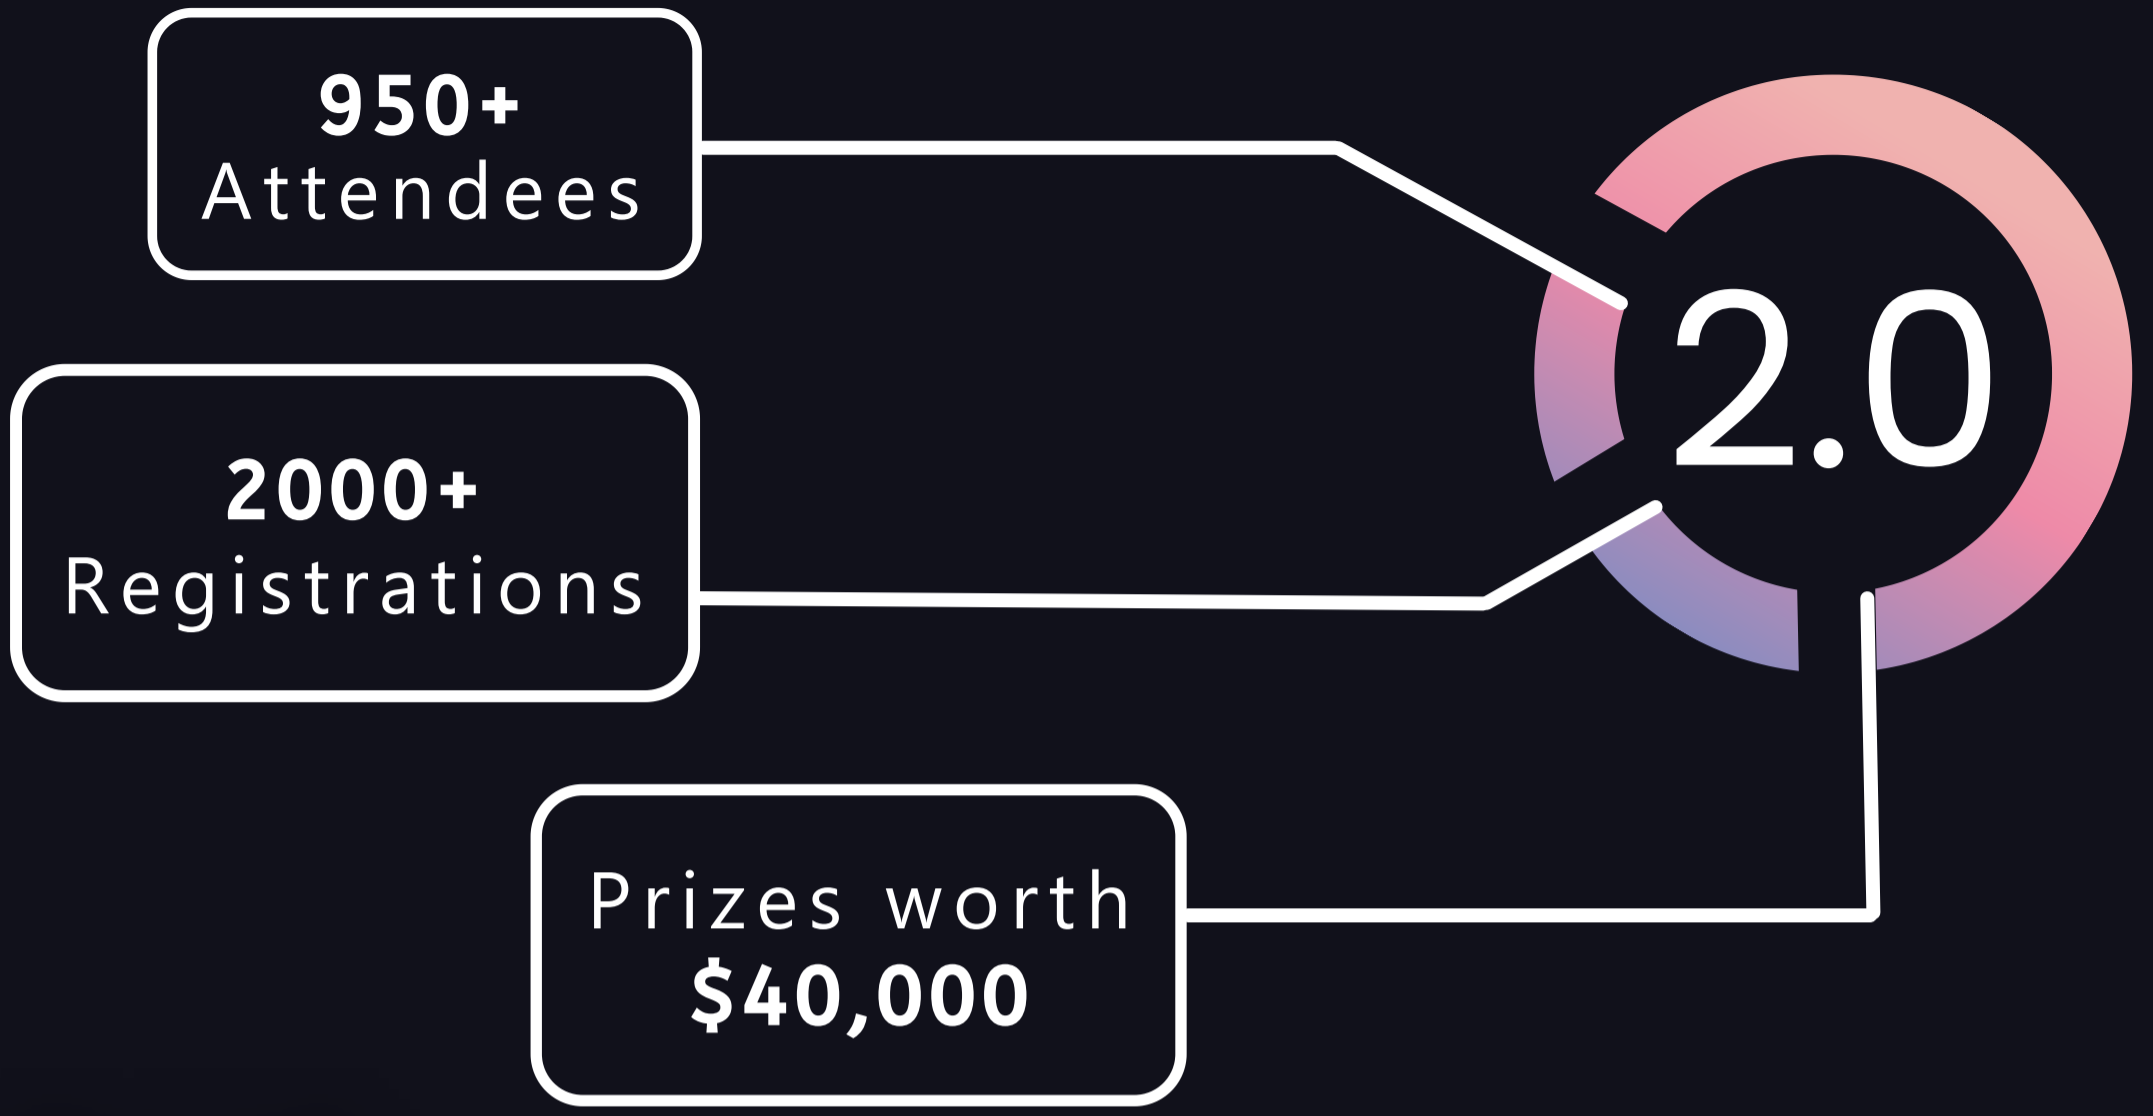 950+
Attendees
2.0
2000+
Registrations
Prizes worth
$40,000